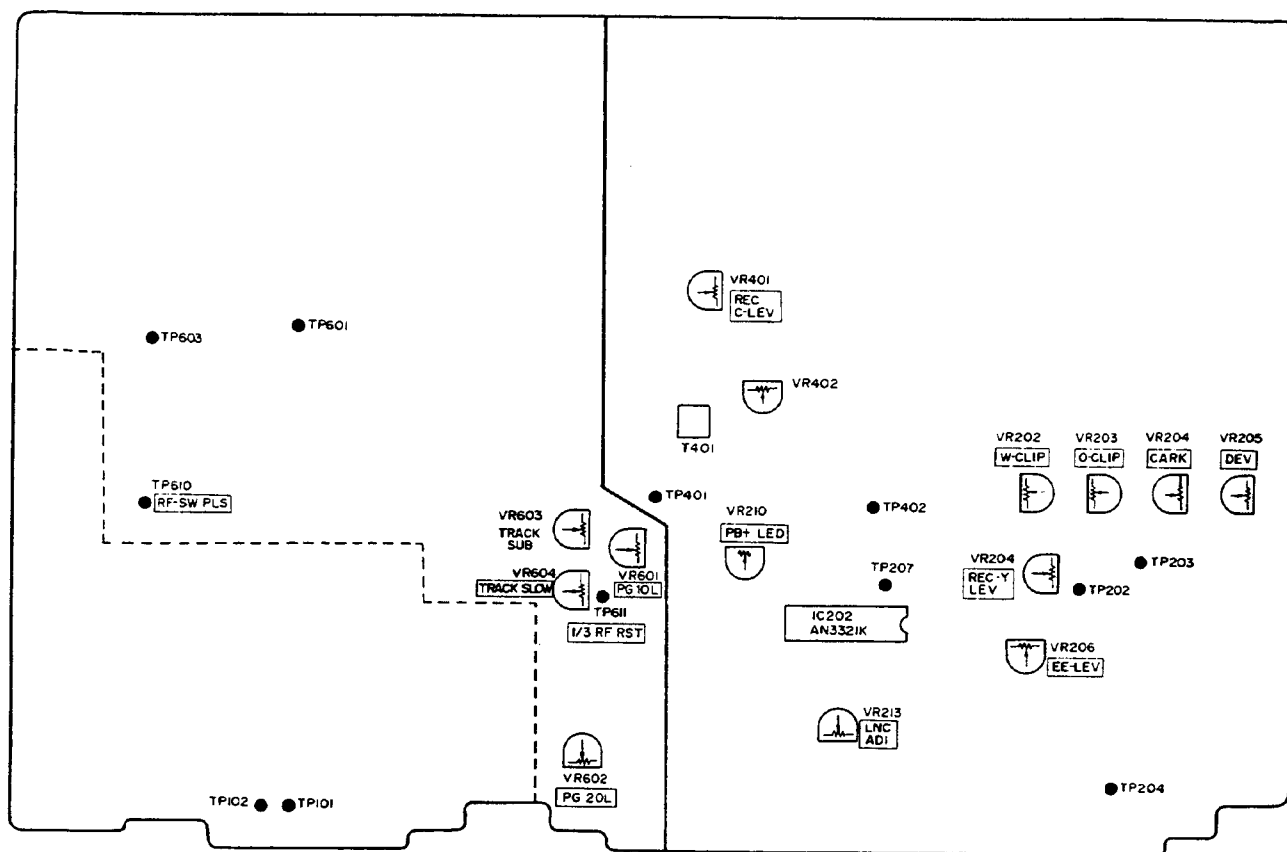 VR401
REC
C-LEV
TP603
TP601
VR402
T401
VR202
W-CLIP
VR203
O-CLIP
VR204
CARK
VR205
DEV
TP610
RF-SW PLS
TP401
TP402
VR603
TRACK
SUB
VR210
PB+ LED
VR604
TRACK SLOW
VR601
PG 10L
TP611
1/3 RF RST
TP207
IC202
AN3321K
VR204
REC-Y
LEV
TP203
TP202
VR206
EE-LEV
VR213
LNC
ADI
VR602
PG 20L
TP102
TP101
TP204